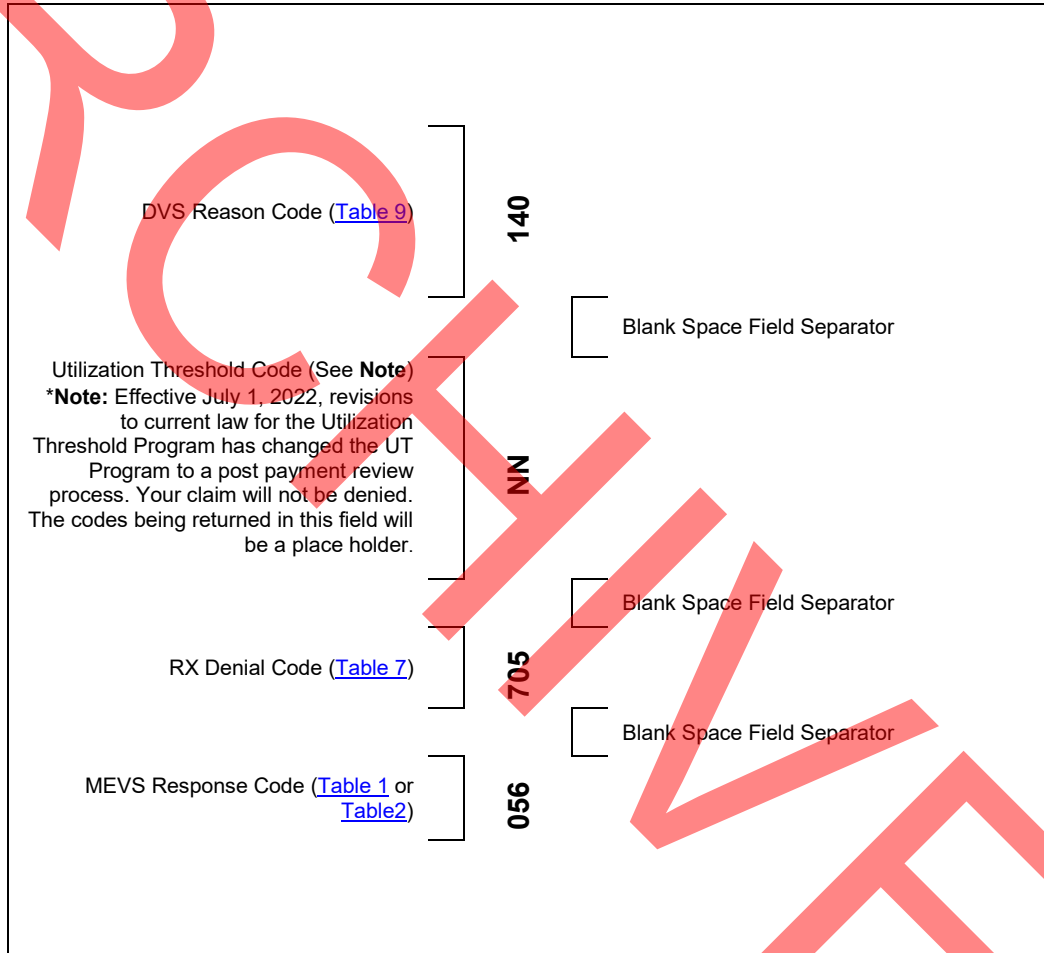 DVS Reason Code (Table 9)
140
Blank Space Field Separator
Utilization Threshold Code (See Note)
*Note: Effective July 1, 2022, revisions
to current law for the Utilization
Threshold Program has changed the UT
Program to a post payment review
process. Your claim will not be denied.
The codes being returned in this field will
be a place holder.
NN
Blank Space Field Separator
RX Denial Code (Table 7)
705
Blank Space Field Separator
MEVS Response Code (Table 1 or
Table2)
056
RCHIVE